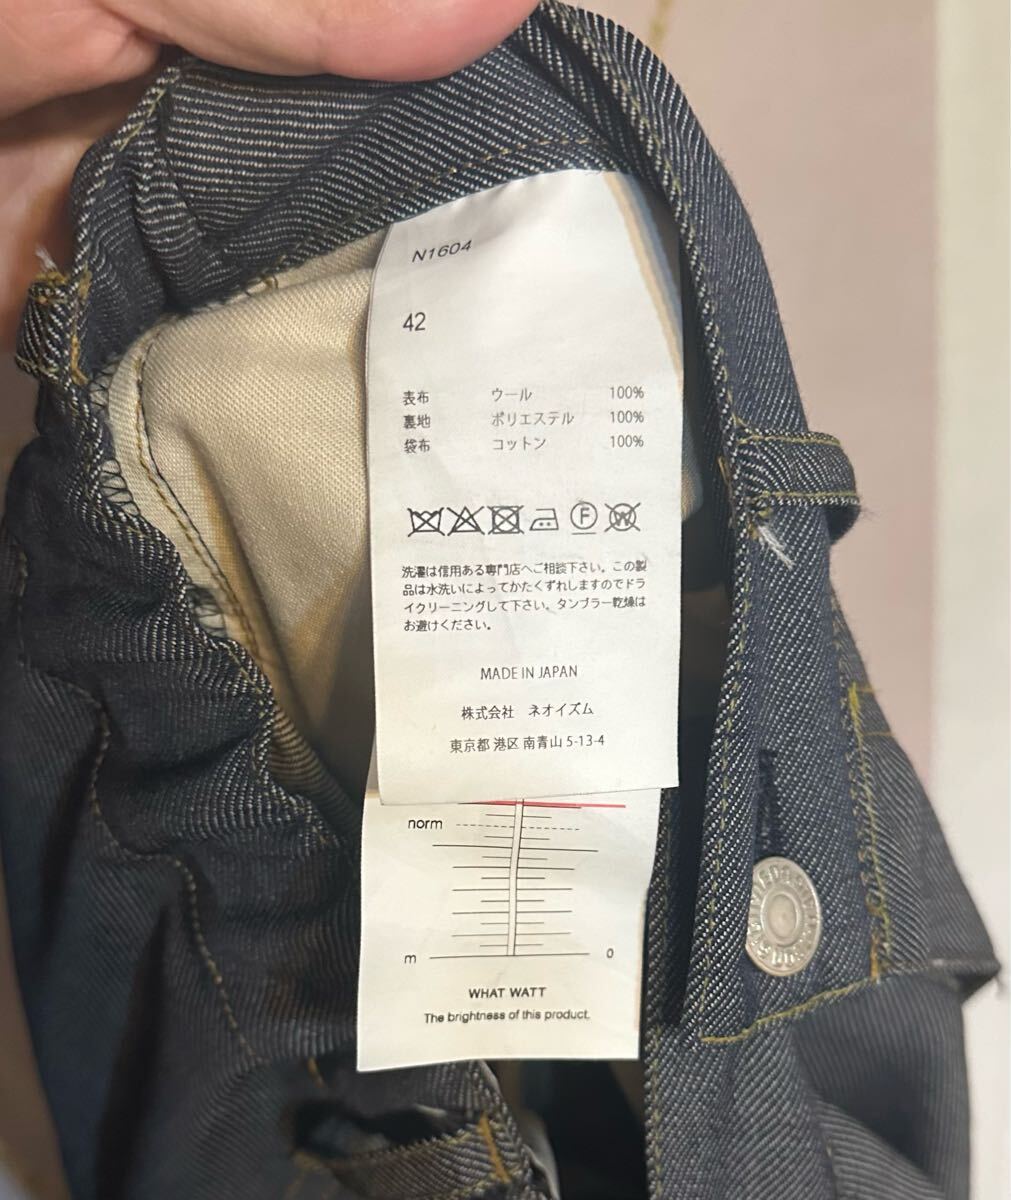 N1604
42
表布 ウール 100%
裏地 ポリエステル 100%
袋布 コットン 100%
F W
洗濯は信用ある専門店へご相談下さい。この製
品は水洗いによってかたくずれしますのでドラ
イクリーニングして下さい。タンブラー乾燥は
お避けください。
MADE IN JAPAN
株式会社 ネオイズム
東京都 港区 南青山 5-13-4
norm
m 0
WHAT WATT
The brightness of this product.